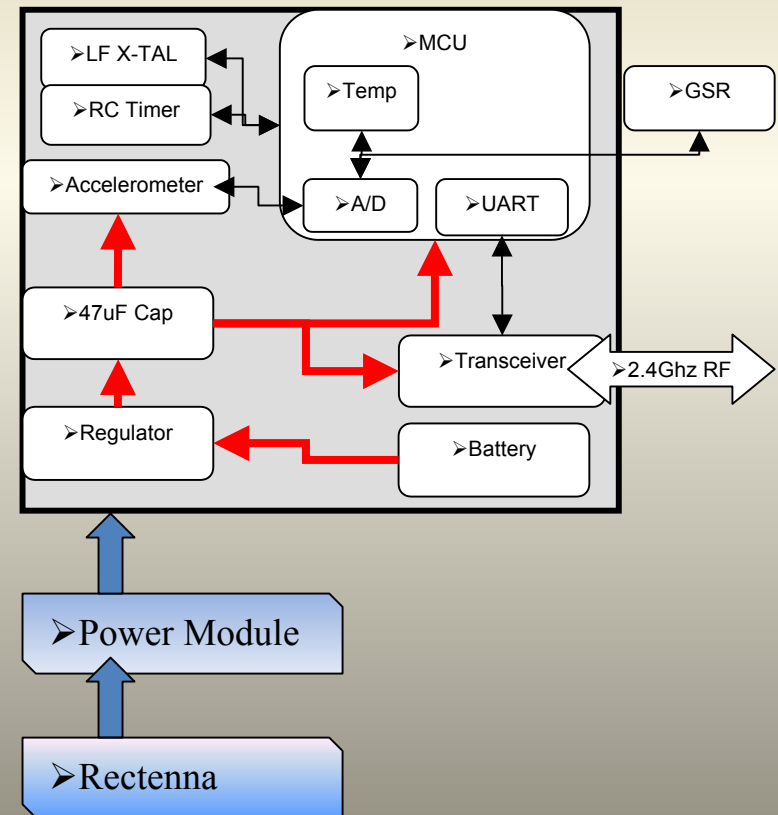 ➢LF X-TAL
➢MCU
➢RC Timer
➢Temp
➢GSR
➢Accelerometer
➢A/D
➢UART
➢47uF Cap
➢Transceiver
➢2.4Ghz RF
➢Regulator
➢Battery
➢Power Module
➢Rectenna